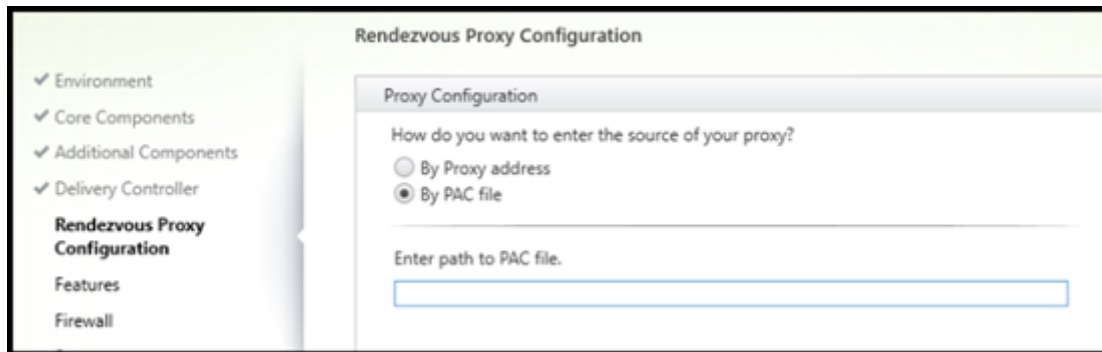 Rendezvous Proxy Configuration
Environment
Core Components
Additional Components
Delivery Controller
Rendezvous Proxy
Configuration
Features
Firewall
Proxy Configuration
How do you want to enter the source of your proxy?
By Proxy address
By PAC file
Enter path to PAC file.